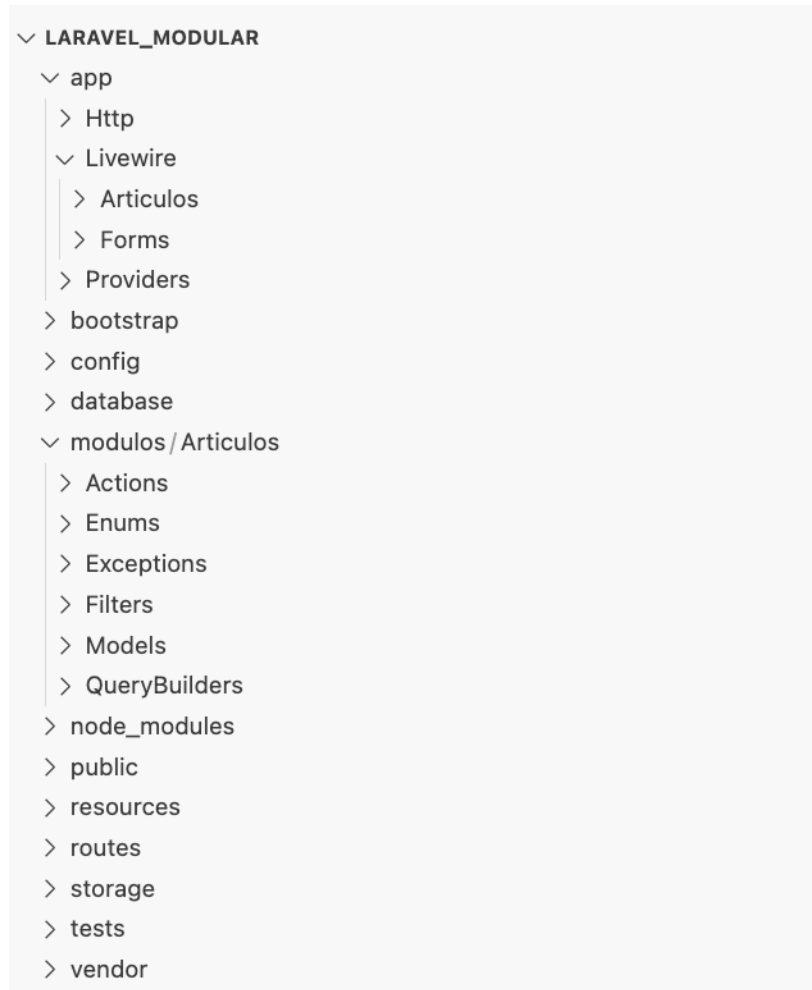 LARAVEL_MODULAR
app
Http
Livewire
Articulos
Forms
Providers
bootstrap
config
database
modulos/Articulos
Actions
Enums
Exceptions
Filters
Models
QueryBuilders
node_modules
public
resources
routes
storage
tests
vendor